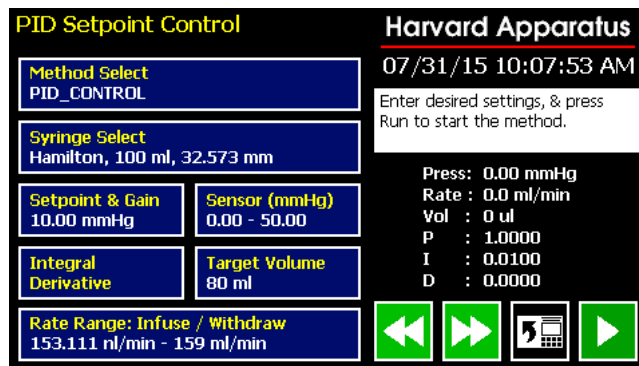 PID Setpoint Control
Method Select
PID_CONTROL
Syringe Select
Hamilton, 100 ml, 32.573 mm
Setpoint & Gain
10.00 mmHg
Sensor (mmHg)
0.00 - 50.00
Integral
Derivative
Target Volume
80 ml
Rate Range: Infuse / Withdraw
153.111 nl/min - 159 ml/min
Harvard Apparatus
07/31/15 10:07:53 AM
Enter desired settings, & press
Run to start the method.
Press: 0.00 mmHg
Rate : 0.0 ml/min
Vol : 0 ul
P : 1.0000
I : 0.0100
D : 0.0000